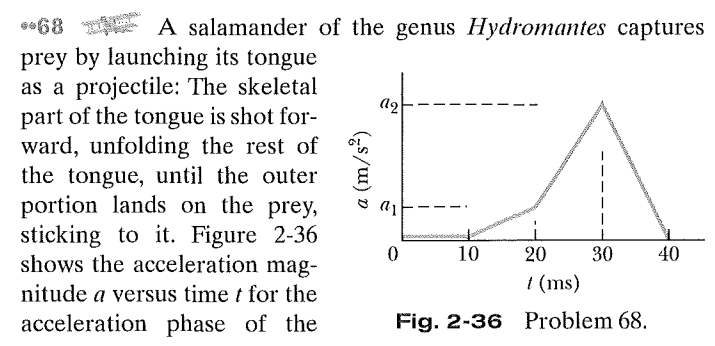 ••68 A salamander of the genus Hydromantes captures
prey by launching its tongue
as a projectile: The skeletal
part of the tongue is shot for-
ward, unfolding the rest of
the tongue, until the outer
portion lands on the prey,
sticking to it. Figure 2-36
shows the acceleration mag-
nitude a versus time t for the
acceleration phase of the
a₂
a₁
a (m/s²)
0 10 20 30 40
t (ms)
Fig. 2-36 Problem 68.